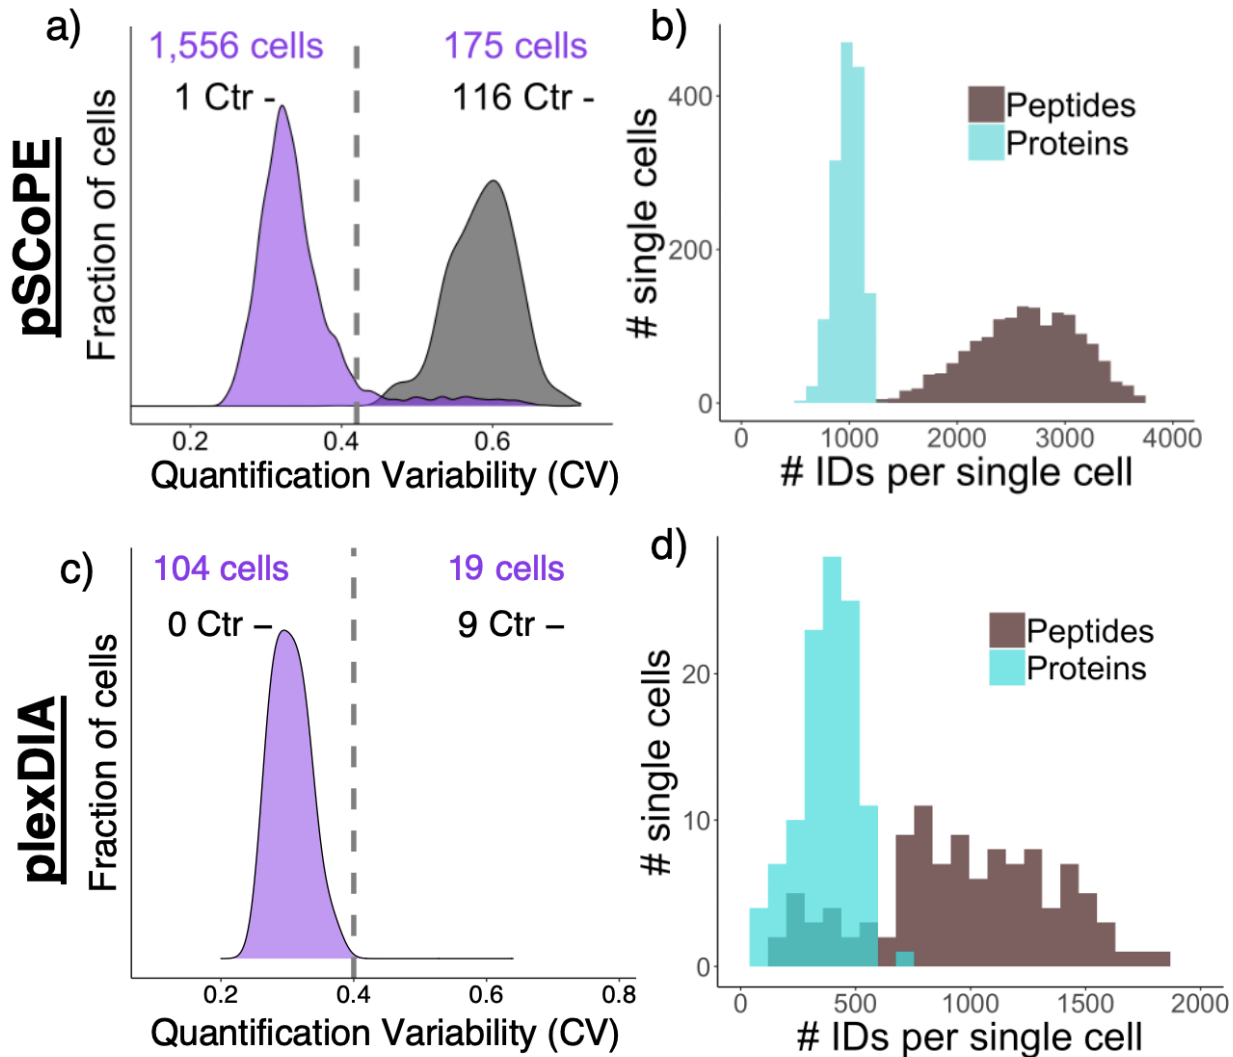 a)
1,556 cells
175 cells
1 Ctr -
116 Ctr -
pSCoPE
Fraction of cells
0.2
0.4
0.6
Quantification Variability (CV)
b)
Peptides
Proteins
# single cells
400
200
0
0
1000
2000
3000
4000
# IDs per single cell
c)
104 cells
19 cells
0 Ctr –
9 Ctr –
plexDIA
Fraction of cells
0.2
0.4
0.6
0.8
Quantification Variability (CV)
d)
Peptides
Proteins
# single cells
20
10
0
0
500
1000
1500
2000
# IDs per single cell